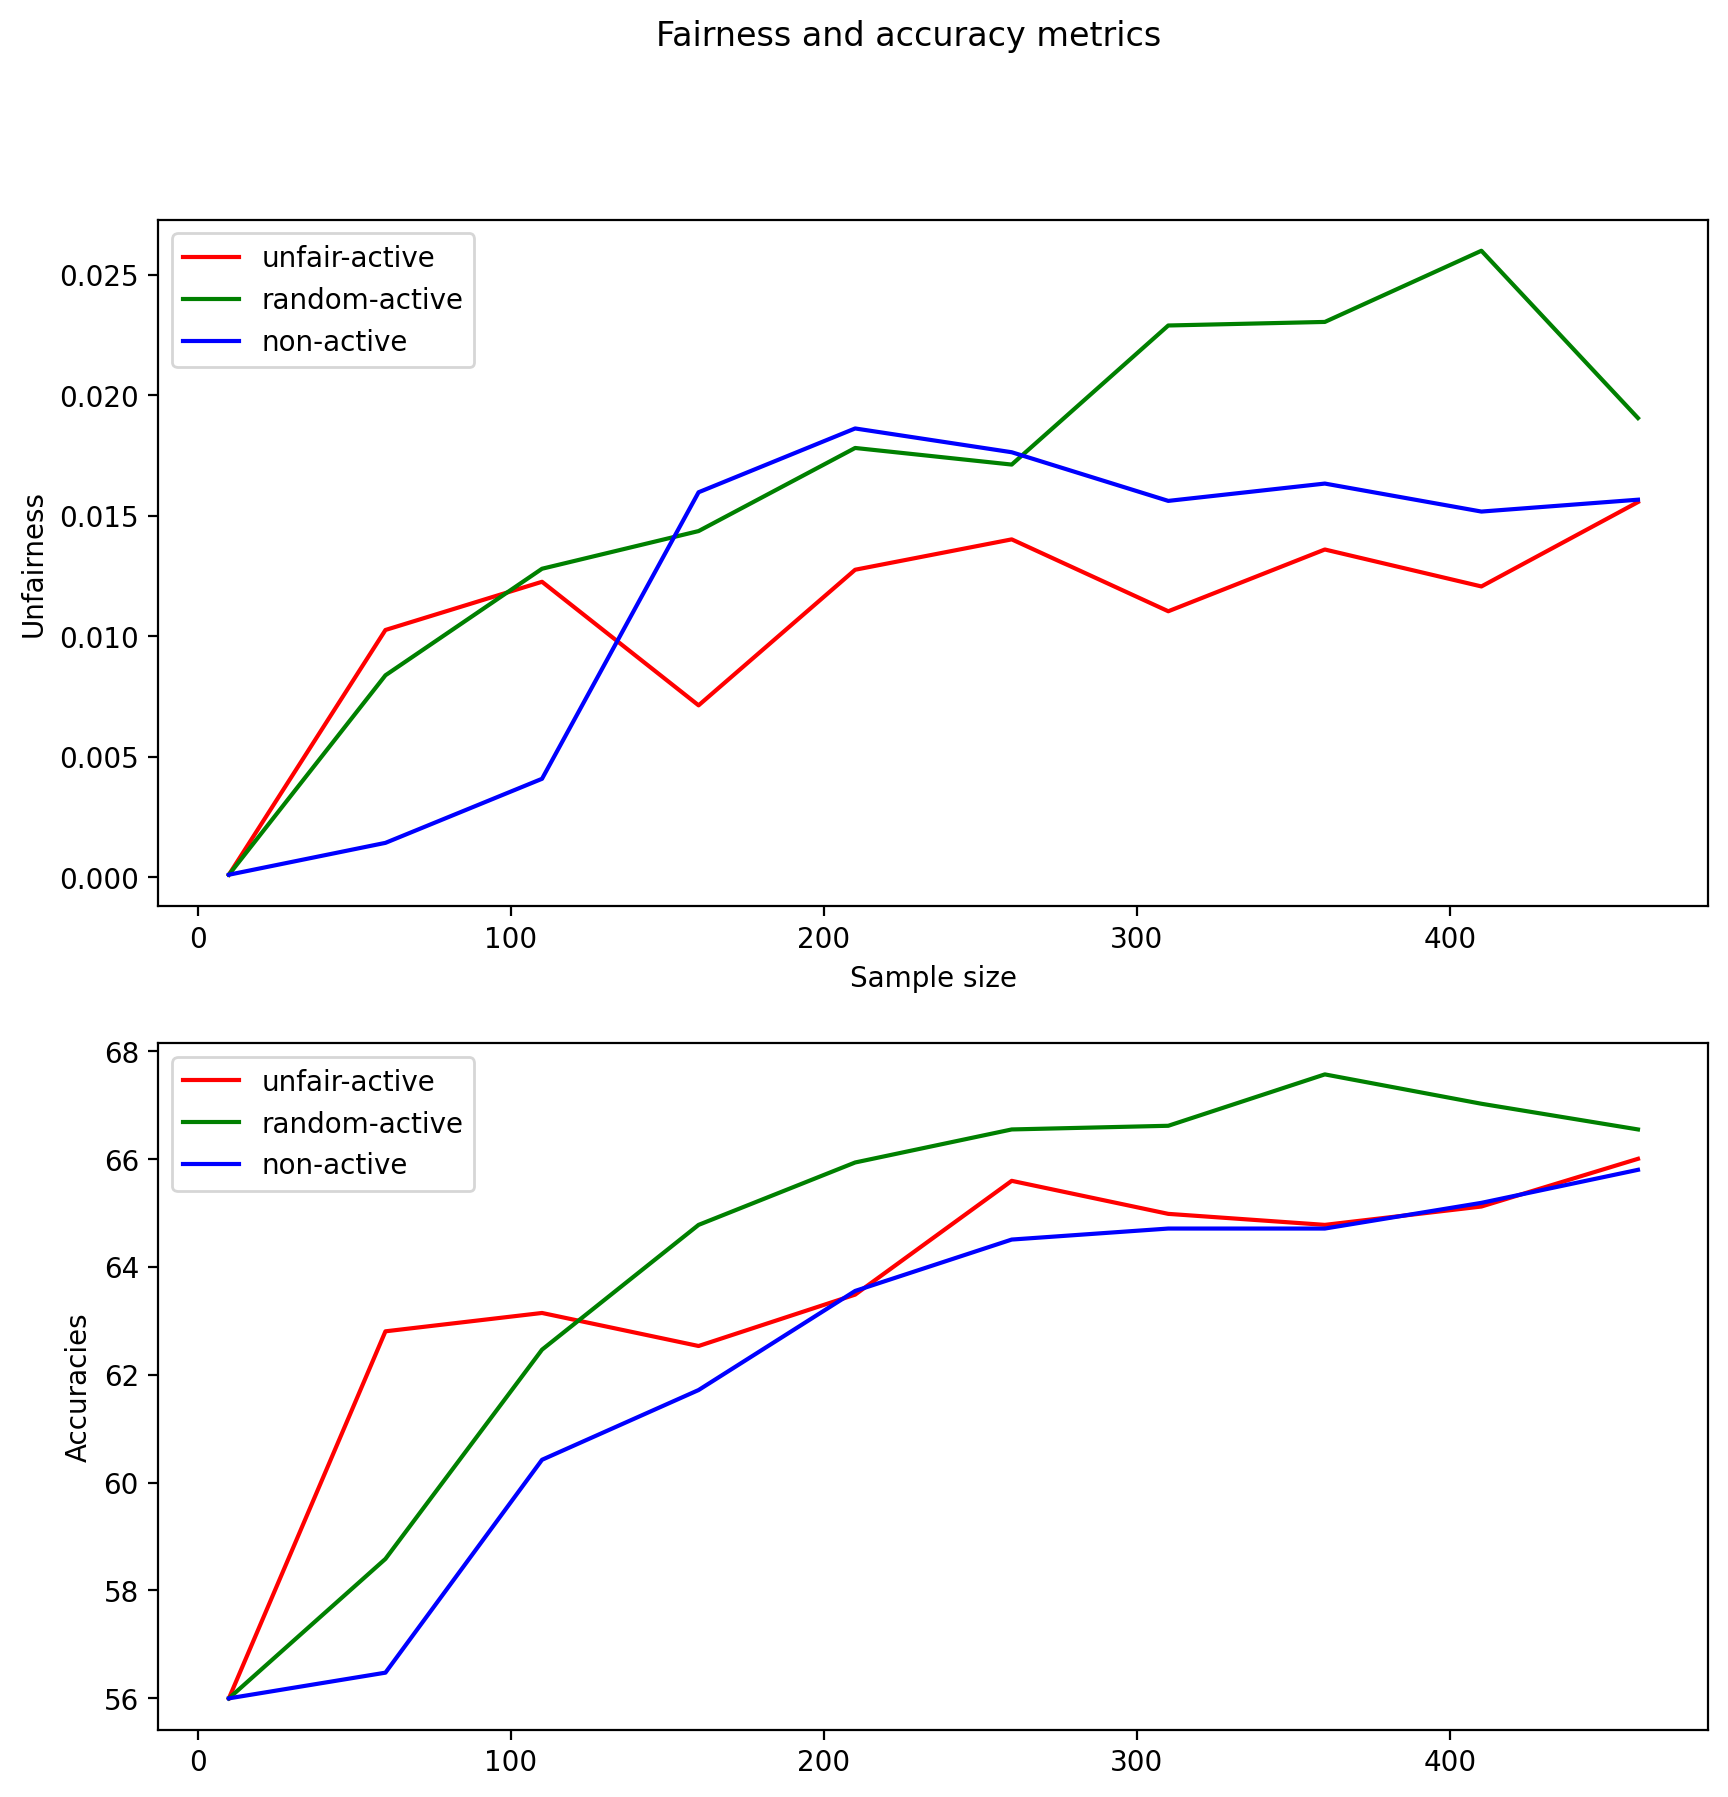 Fairness and accuracy metrics
unfair-active
random-active
non-active
0.025
0.020
0.015
0.010
0.005
0.000
Unfairness
0 100 200 300 400
Sample size
unfair-active
random-active
non-active
68
66
64
62
60
58
56
Accuracies
0 100 200 300 400